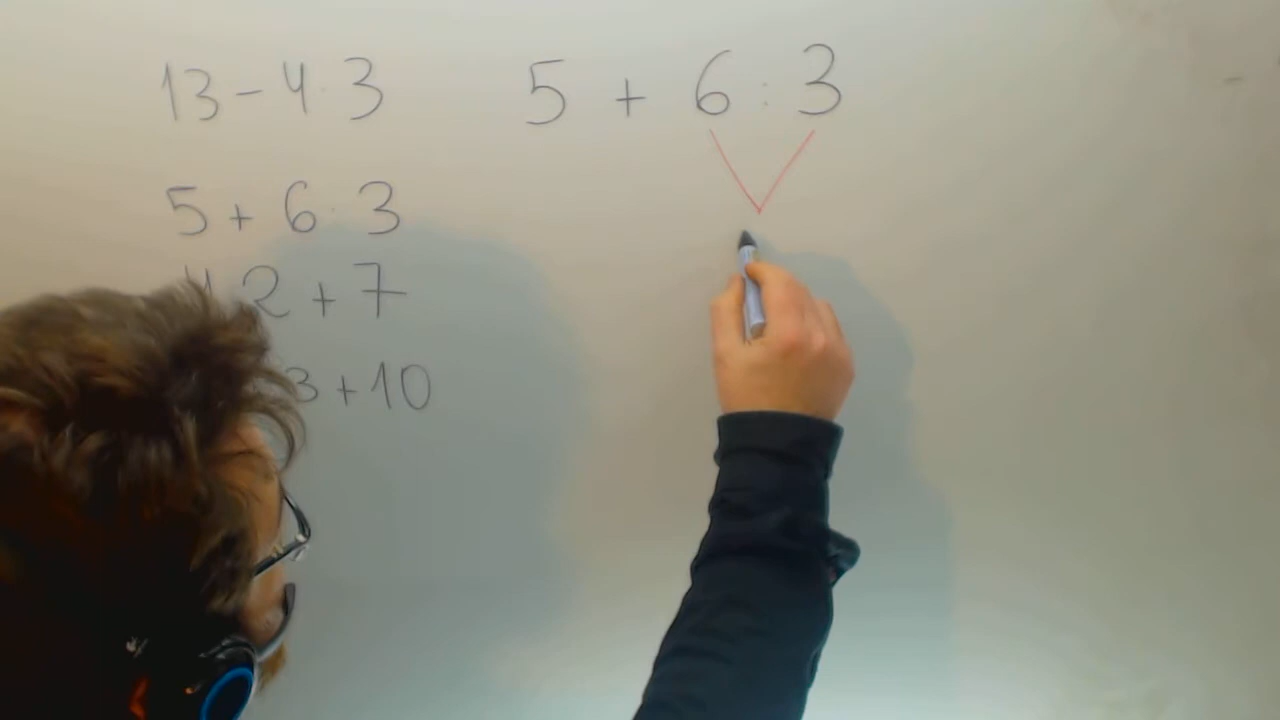 13 - 4 · 3
5 + 6 : 3
5 + 6 · 3
2 + 7
3 + 10